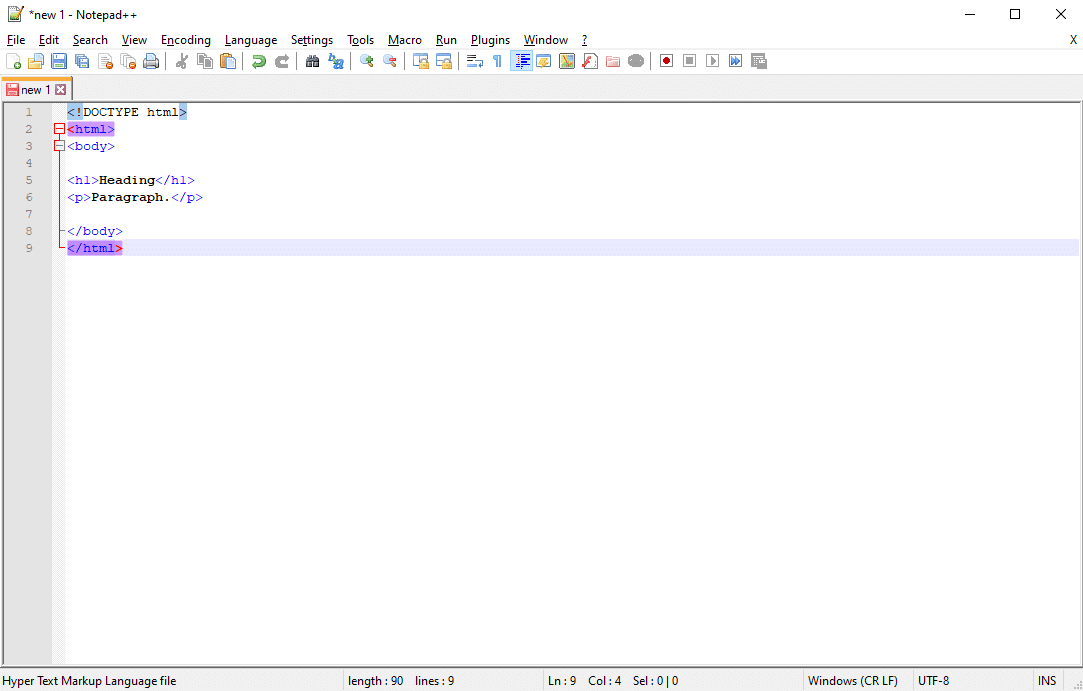 *new 1 - Notepad++
File Edit Search View Encoding Language Settings Tools Macro Run Plugins Window ? X
new 1
1 <!DOCTYPE html>
2 <html>
3 <body>
4
5 <h1>Heading</h1>
6 <p>Paragraph.</p>
7
8 </body>
9 </html>
Hyper Text Markup Language file length : 90 lines : 9 Ln : 9 Col : 4 Sel : 0 | 0 Windows (CR LF) UTF-8 INS